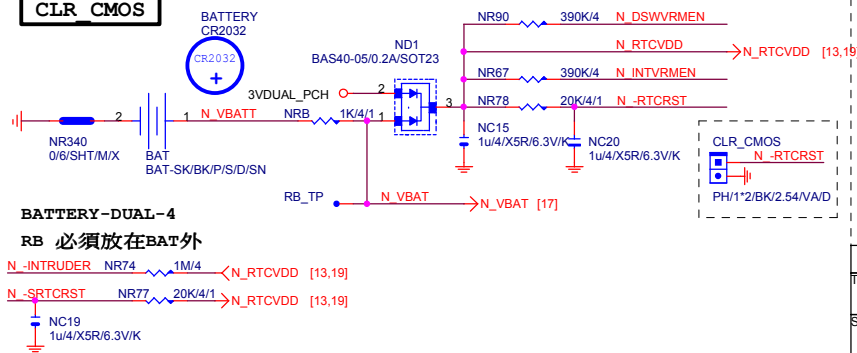 CLR_CMOS
BATTERY
CR2032
CR2032
+
ND1
BAS40-05/0.2A/SOT23
3VDUAL_PCH
2
1
3
NR90
390K/4
N_DSWVRMEN
N_RTCVDD
N_RTCVDD [13,19]
NR67
390K/4
N_INTVRMEN
NR78
20K/4/1
N_-RTCRST
2
1
N_VBATT
NRB
1K/4/1
NR340
0/6/SHT/M/X
BAT
BAT-SK/BK/P/S/D/SN
NC15
1u/4/X5R/6.3V/K
NC20
1u/4/X5R/6.3V/K
CLR_CMOS
N_-RTCRST
PH/1*2/BK/2.54/VA/D
RB_TP
N_VBAT
N_VBAT [17]
BATTERY-DUAL-4
RB 必須放在BAT外
N_-INTRUDER
NR74
1M/4
N_RTCVDD [13,19]
N_-SRTCRST
NR77
20K/4/1
N_RTCVDD [13,19]
NC19
1u/4/X5R/6.3V/K